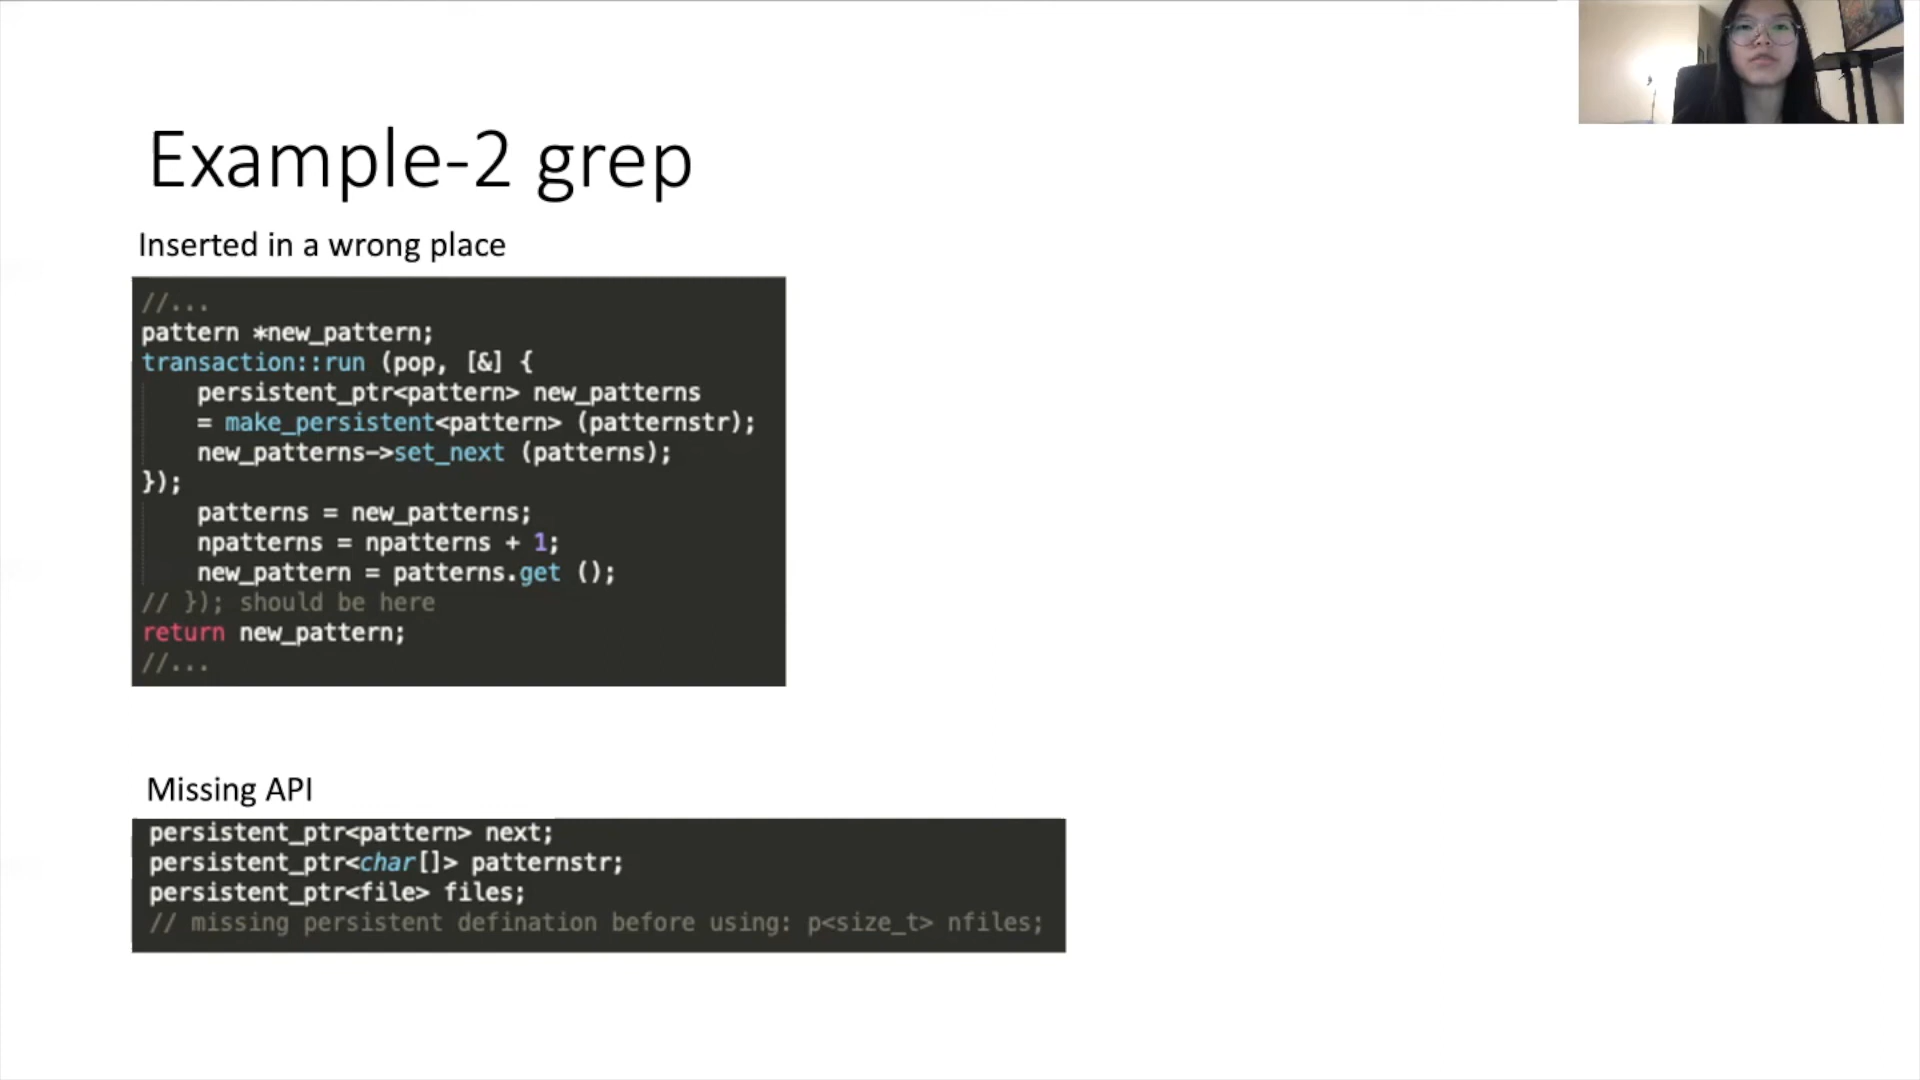 Example-2 grep
Inserted in a wrong place
//...
pattern *new_pattern;
transaction::run (pop, [&] {
persistent_ptr<pattern> new_patterns
= make_persistent<pattern> (patternstr);
new_patterns->set_next (patterns);
});
patterns = new_patterns;
npatterns = npatterns + 1;
new_pattern = patterns.get ();
// }); should be here
return new_pattern;
//...
Missing API
persistent_ptr<pattern> next;
persistent_ptr<char[]> patternstr;
persistent_ptr<file> files;
// missing persistent defination before using: p<size_t> nfiles;